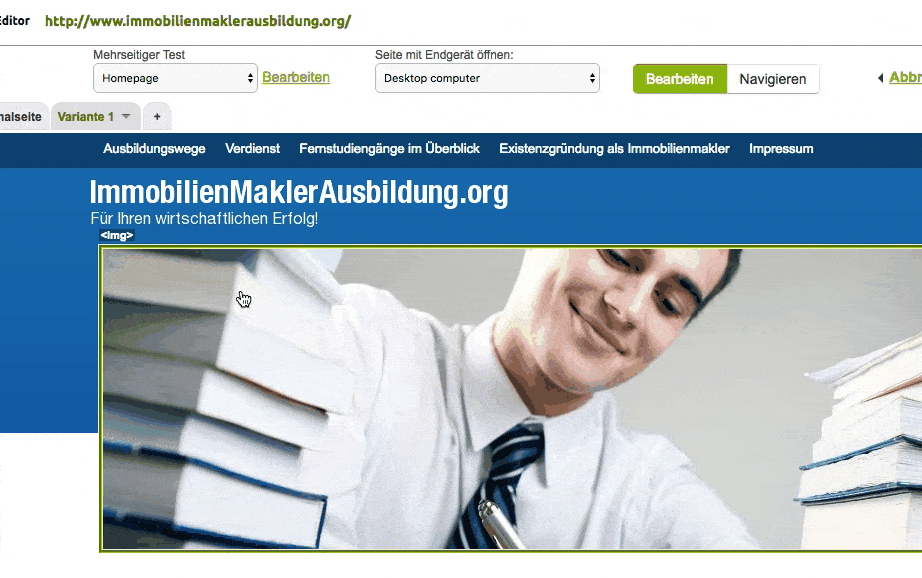 Editor http://www.immobilienmaklerausbildung.org/
Mehrseitiger Test Seite mit Endgerät öffnen:
Homepage Bearbeiten Desktop computer Bearbeiten Navigieren Abbr
nalseite Variante 1 +
Ausbildungswege Verdienst Fernstudiengänge im Überblick Existenzgründung als Immobilienmakler Impressum
ImmobilienMaklerAusbildung.org
Für Ihren wirtschaftlichen Erfolg!
<img>